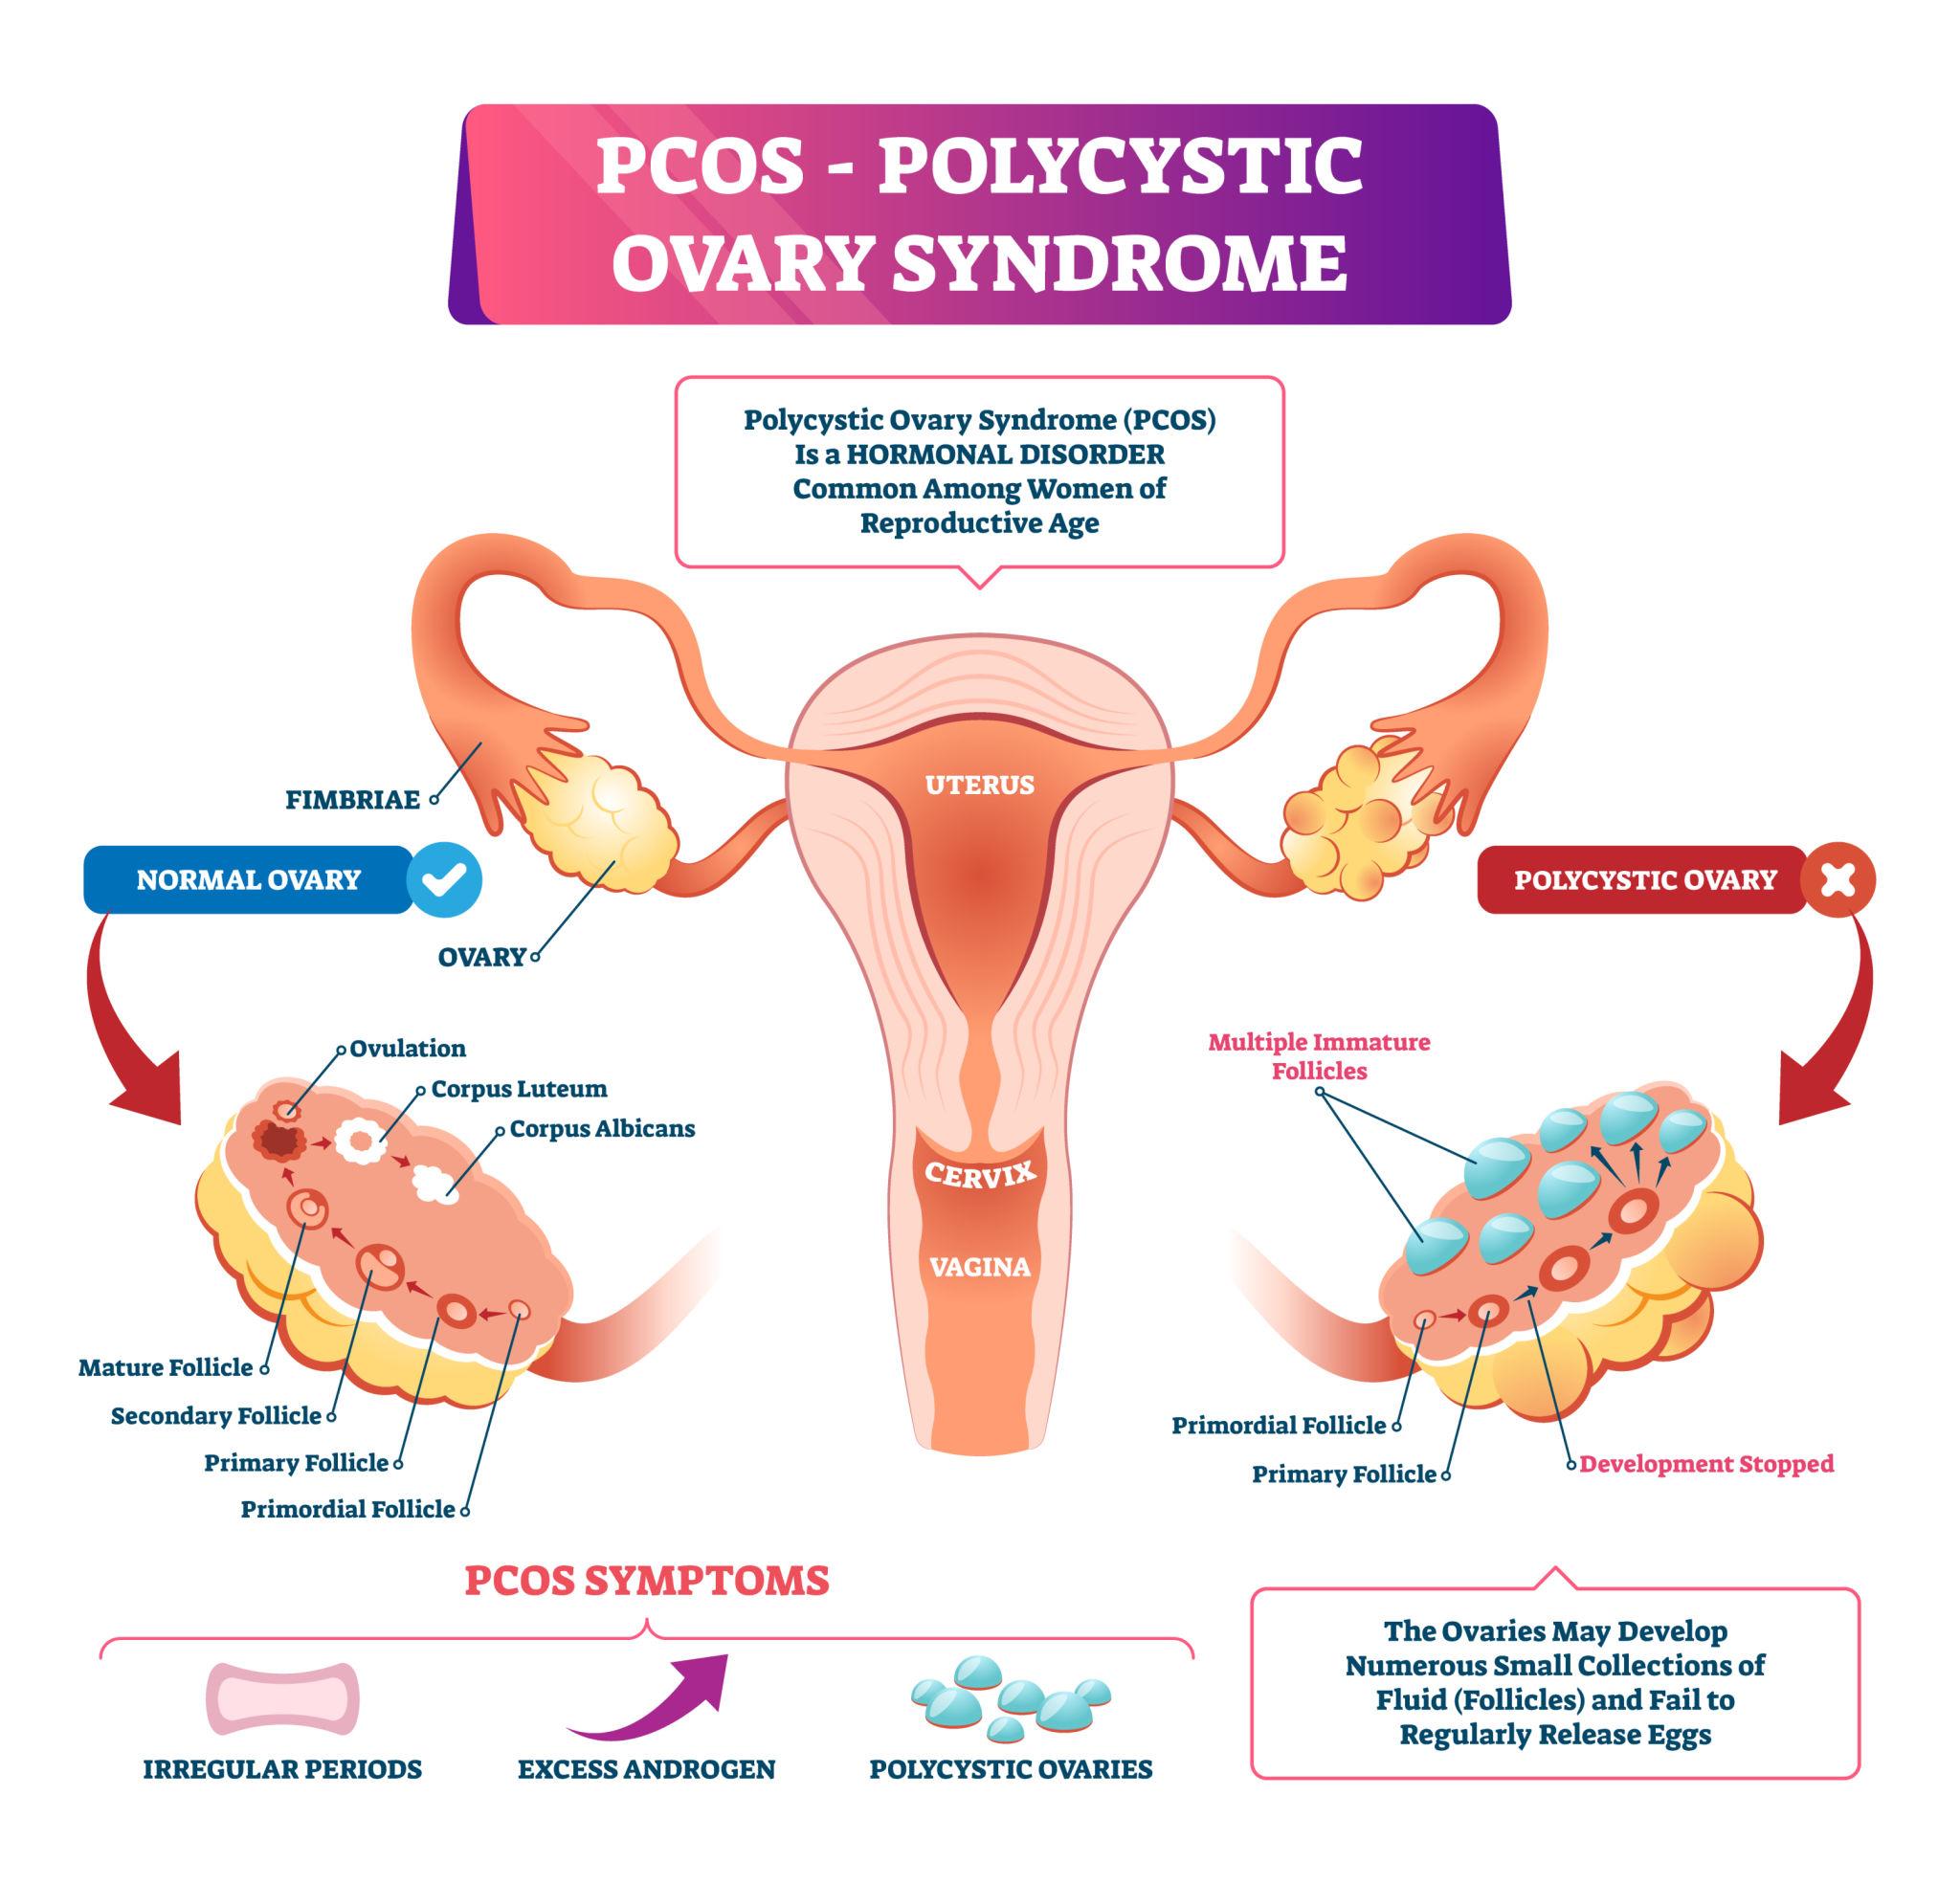 PCOS - POLYCYSTIC
OVARY SYNDROME
Polycystic Ovary Syndrome (PCOS)
Is a HORMONAL DISORDER
Common Among Women of
Reproductive Age
UTERUS
FIMBRIAE
NORMAL OVARY
POLYCYSTIC OVARY
OVARY
Ovulation
Corpus Luteum
Corpus Albicans
Multiple Immature
Follicles
CERVIX
VAGINA
Mature Follicle
Secondary Follicle
Primary Follicle
Primordial Follicle
Primordial Follicle
Primary Follicle
Development Stopped
PCOS SYMPTOMS
IRREGULAR PERIODS
EXCESS ANDROGEN
POLYCYSTIC OVARIES
The Ovaries May Develop
Numerous Small Collections of
Fluid (Follicles) and Fail to
Regularly Release Eggs